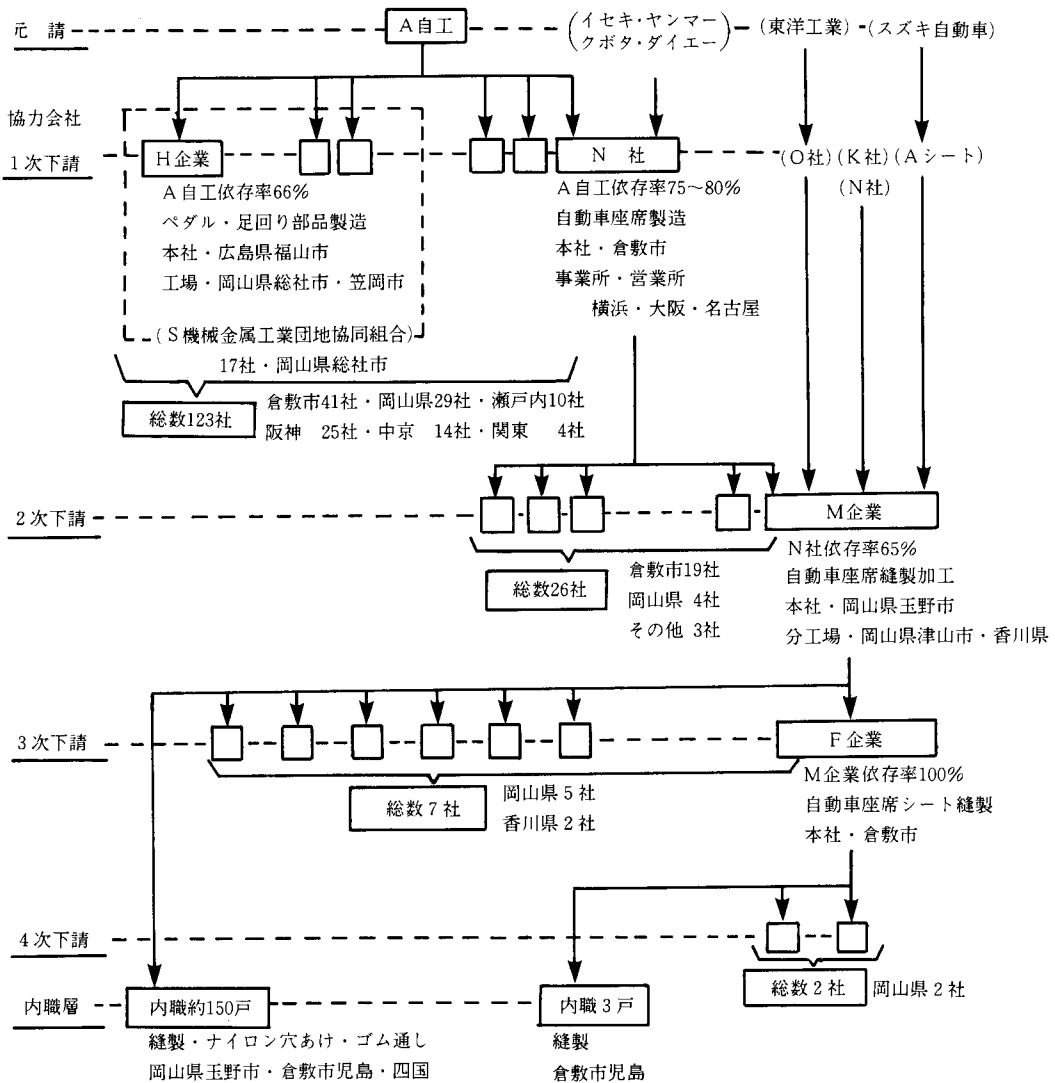 元請
A自工
(イセキ・ヤンマー
クボタ・ダイエー)
(東洋工業)
(スズキ自動車)
協力会社
1次下請
H企業
N 社
(O社)(K社)(Aシート)
(N社)
A自工依存率66%
ペダル・足回り部品製造
本社・広島県福山市
工場・岡山県総社市・笠岡市
A自工依存率75~80%
自動車座席製造
本社・倉敷市
事業所・営業所
横浜・大阪・名古屋
(S機械金属工業団地協同組合)
17社・岡山県総社市
総数123社
倉敷市41社・岡山県29社・瀬戸内10社
阪神 25社・中京 14社・関東 4社
2次下請
M企業
総数26社
倉敷市19社
岡山県 4社
その他 3社
N社依存率65%
自動車座席縫製加工
本社・岡山県玉野市
分工場・岡山県津山市・香川県
3次下請
F企業
総数7社
岡山県5社
香川県2社
M企業依存率100%
自動車座席シート縫製
本社・倉敷市
4次下請
総数2社
岡山県2社
内職層
内職約150戸
縫製・ナイロン穴あけ・ゴム通し
岡山県玉野市・倉敷市児島・四国
内職3戸
縫製
倉敷市児島